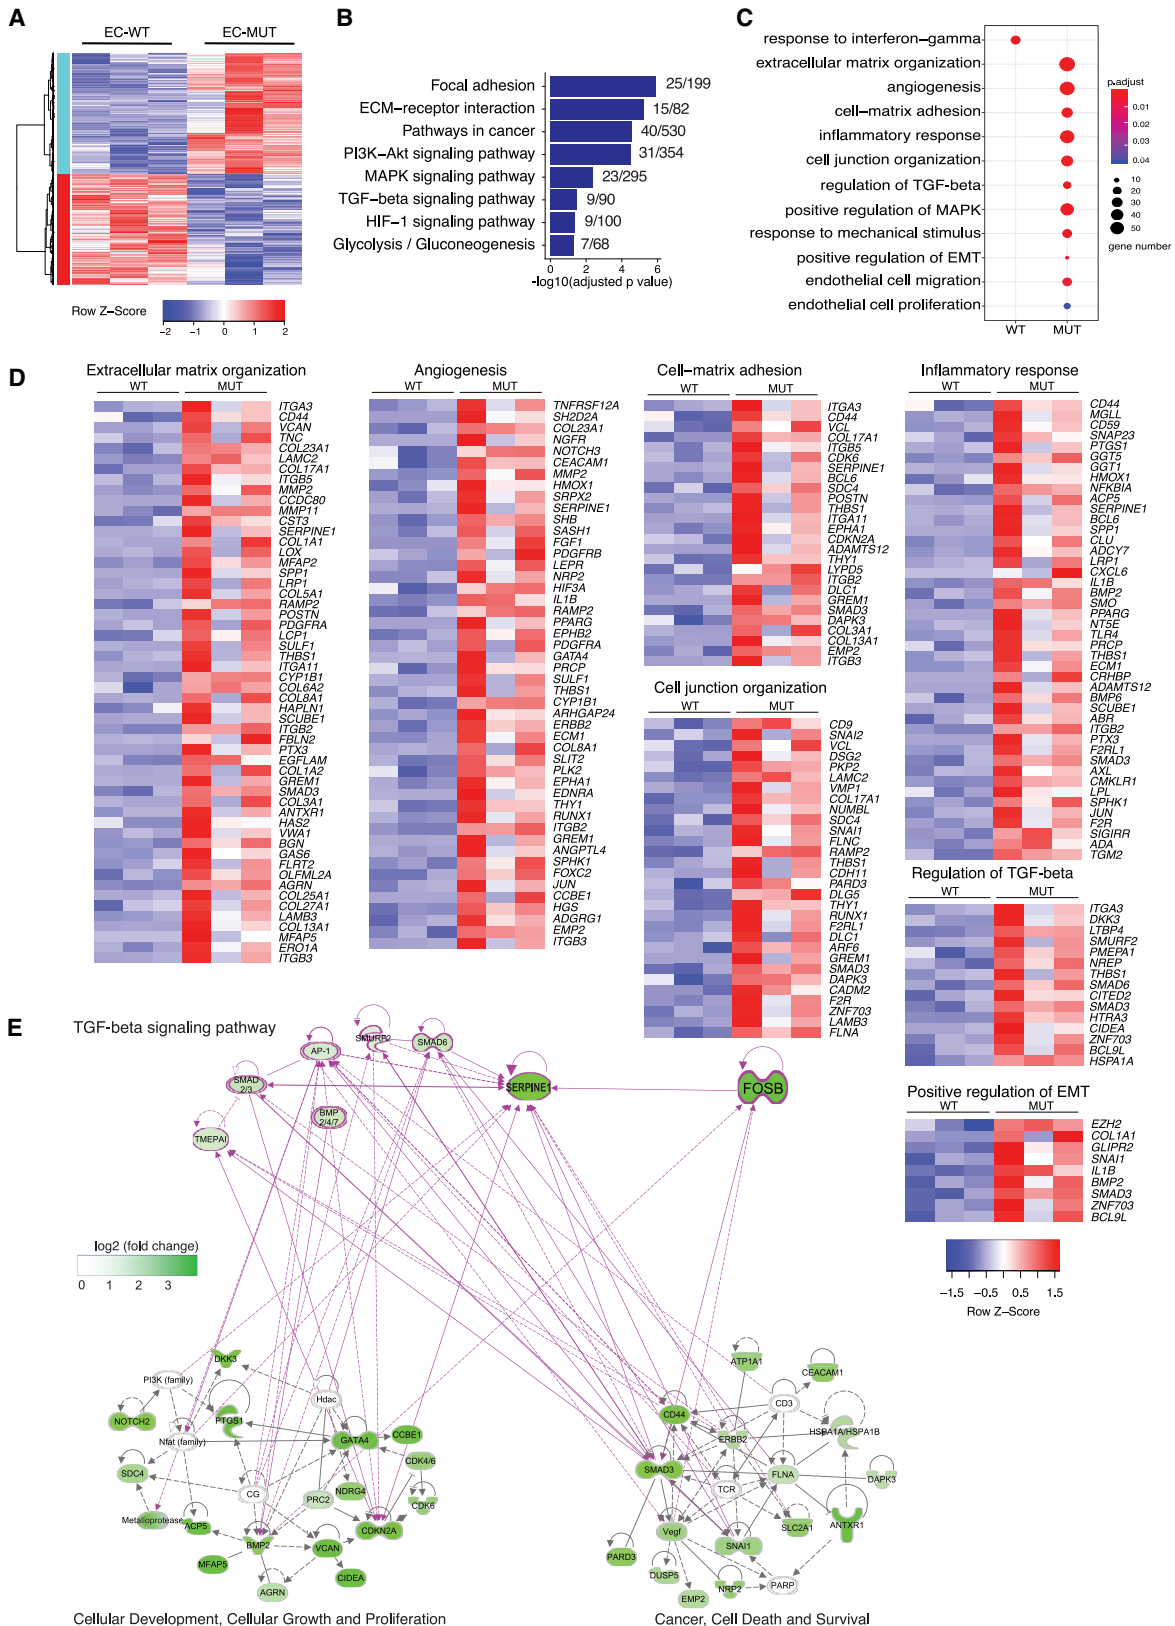 A
EC-WT
EC-MUT
Row Z-Score
-2
-1
0
1
2
B
Focal adhesion
25/199
ECM-receptor interaction
15/82
Pathways in cancer
40/530
PI3K-Akt signaling pathway
31/354
MAPK signaling pathway
23/295
TGF-beta signaling pathway
9/90
HIF-1 signaling pathway
9/100
Glycolysis / Gluconeogenesis
7/68
0
2
4
6
-log10(adjusted p value)
C
response to interferon-gamma
extracellular matrix organization
angiogenesis
cell-matrix adhesion
inflammatory response
cell junction organization
regulation of TGF-beta
positive regulation of MAPK
response to mechanical stimulus
positive regulation of EMT
endothelial cell migration
endothelial cell proliferation
WT
MUT
p.adjust
0.01
0.02
0.03
0.04
10
20
30
40
50
gene number
D
Extracellular matrix organization
WT
MUT
ITGA3
CD44
VCAN
TNC
COL23A1
LAMC2
COL17A1
ITGB5
MMP2
CCDC80
MMP11
CST3
SERPINE1
COL1A1
LOX
MFAP2
SPP1
LRP1
COL5A1
RAMP2
POSTN
PDGFRA
LCP1
SULF1
THBS1
ITGA11
CYP1B1
COL6A2
COL8A1
HAPLN1
SCUBE1
ITGB2
FBLN2
PTX3
EGFLAM
COL1A2
GREM1
SMAD3
COL3A1
ANTXR1
HAS2
VWA1
BGN
GAS6
FLRT2
OLFML2A
AGRN
COL25A1
COL27A1
LAMB3
COL13A1
MFAP5
ERO1A
ITGB3
Angiogenesis
WT
MUT
TNFRSF12A
SH2D2A
COL23A1
NGFR
NOTCH3
CEACAM1
MMP2
HMOX1
SRPX2
SERPINE1
SHB
SASH1
FGF1
PDGFRB
LEPR
NRP2
HIF3A
IL1B
RAMP2
PPARG
EPHB2
PDGFRA
GATA4
PRCP
SULF1
THBS1
CYP1B1
ARHGAP24
ERBB2
ECM1
COL8A1
SLIT2
PLK2
EPHA1
EDNRA
THY1
RUNX1
ITGB2
GREM1
ANGPTL4
SPHK1
FOXC2
JUN
CCBE1
HGS
ADGRG1
EMP2
ITGB3
Cell-matrix adhesion
WT
MUT
ITGA3
CD44
VCL
COL17A1
ITGB5
CDK6
SERPINE1
BCL6
SDC4
POSTN
THBS1
ITGA11
EPHA1
CDKN2A
ADAMTS12
THY1
LYPD5
ITGB2
DLC1
GREM1
SMAD3
DAPK3
COL3A1
COL13A1
EMP2
ITGB3
Cell junction organization
WT
MUT
CD9
SNAI2
VCL
DSG2
PKP2
LAMC2
VMP1
COL17A1
NUMBL
SDC4
SNAI1
FLNC
RAMP2
THBS1
CDH11
PARD3
DLG5
THY1
RUNX1
F2RL1
DLC1
ARF6
GREM1
SMAD3
DAPK3
CADM2
F2R
ZNF703
LAMB3
FLNA
Inflammatory response
WT
MUT
CD44
MGLL
CD59
SNAP23
PTGS1
GGT5
GGT1
HMOX1
NFKBIA
ACP5
SERPINE1
BCL6
SPP1
CLU
ADCY7
LRP1
CXCL6
IL1B
BMP2
SMO
PPARG
NT5E
TLR4
PRCP
THBS1
ECM1
CRHBP
ADAMTS12
BMP6
SCUBE1
ABR
ITGB2
PTX3
F2RL1
SMAD3
AXL
CMKLR1
LPL
SPHK1
JUN
F2R
SIGIRR
ADA
TGM2
Regulation of TGF-beta
WT
MUT
ITGA3
DKK3
LTBP4
SMURF2
PMEPA1
NREP
THBS1
SMAD6
CITED2
SMAD3
HTRA3
CIDEA
ZNF703
BCL9L
HSPA1A
Positive regulation of EMT
WT
MUT
EZH2
COL1A1
GLIPR2
SNAI1
IL1B
BMP2
SMAD3
ZNF703
BCL9L
-1.5
-0.5
0.5
1.5
Row Z-Score
E
TGF-beta signaling pathway
AP-1
SMURF2
SMAD6
SMAD
2/3
SERPINE1
FOSB
BMP
2/4/7
TMEPAI
log2 (fold change)
0
1
2
3
DKK3
PI3K (family)
Hdac
NOTCH2
PTGS1
Nfat (family)
GATA4
CCBE1
CDK4/6
SDC4
NDRG4
CG
PRC2
CDK6
Metalloprotease
ACP5
CDKN2A
BMP2
VCAN
MFAP5
CIDEA
AGRN
Cellular Development, Cellular Growth and Proliferation
ATP1A1
CEACAM1
CD3
CD44
ERBB2
HSPA1A/HSPA1B
SMAD3
FLNA
DAPK3
TCR
Vegf
SLC2A1
ANTXR1
SNAI1
PARD3
DUSP5
NRP2
PARP
EMP2
Cancer, Cell Death and Survival